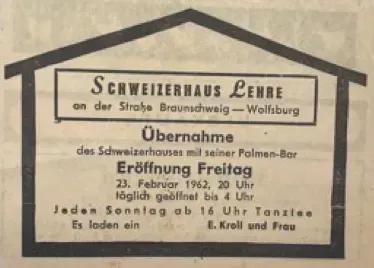 SCHWEIZERHAUS LEHRE
an der Straße Braunschweig — Wolfsburg
Übernahme
des Schweizerhauses mit seiner Palmen-Bar
Eröffnung Freitag
23. Februar 1962, 20 Uhr
täglich geöffnet bis 4 Uhr
Jeden Sonntag ab 16 Uhr Tanztee
Es laden ein E. Kroll und Frau